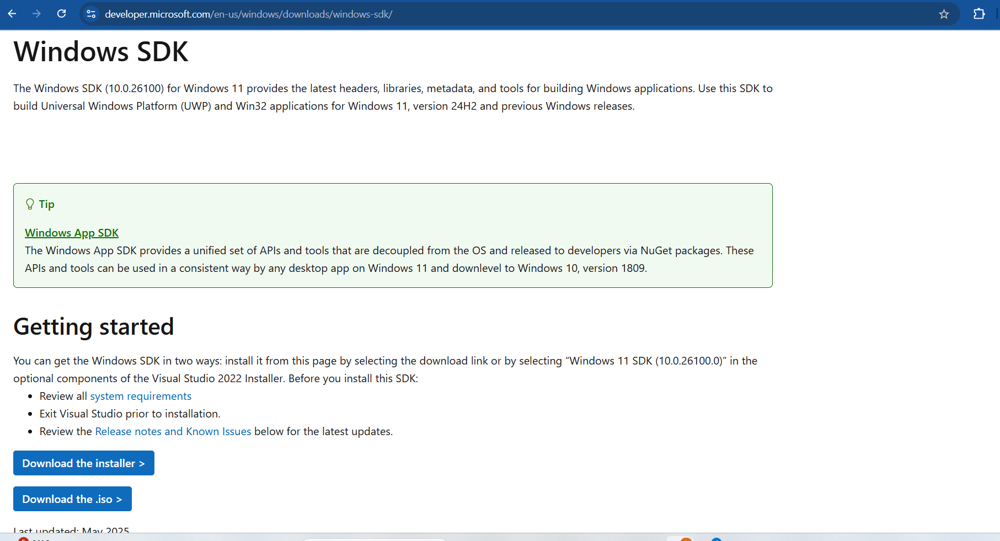 developer.microsoft.com/en-us/windows/downloads/windows-sdk/
Windows SDK
The Windows SDK (10.0.26100) for Windows 11 provides the latest headers, libraries, metadata, and tools for building Windows applications. Use this SDK to
build Universal Windows Platform (UWP) and Win32 applications for Windows 11, version 24H2 and previous Windows releases.
Tip
Windows App SDK
The Windows App SDK provides a unified set of APIs and tools that are decoupled from the OS and released to developers via NuGet packages. These
APIs and tools can be used in a consistent way by any desktop app on Windows 11 and downlevel to Windows 10, version 1809.
Getting started
You can get the Windows SDK in two ways: install it from this page by selecting the download link or by selecting “Windows 11 SDK (10.0.26100.0)” in the
optional components of the Visual Studio 2022 Installer. Before you install this SDK:
• Review all system requirements
• Exit Visual Studio prior to installation.
• Review the Release notes and Known Issues below for the latest updates.
Download the installer >
Download the .iso >
Last updated: May 2025